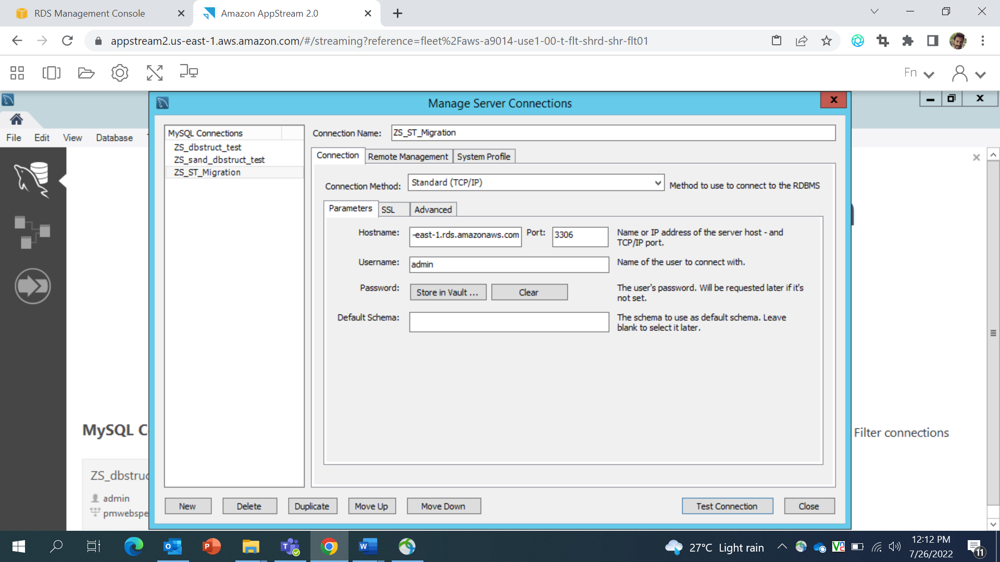 RDS Management Console
Amazon AppStream 2.0
appstream2.us-east-1.aws.amazon.com/#/streaming?reference=fleet%2Faws-a9014-use1-00-t-flt-shrd-shr-flt01
Fn
Manage Server Connections
File Edit View Database
MySQL Connections
ZS_dbstruct_test
ZS_sand_dbstruct_test
ZS_ST_Migration
Connection Name: ZS_ST_Migration
Connection Remote Management System Profile
Connection Method: Standard (TCP/IP) Method to use to connect to the RDBMS
Parameters SSL Advanced
Hostname: -east-1.rds.amazonaws.com Port: 3306 Name or IP address of the server host - and
TCP/IP port.
Username: admin Name of the user to connect with.
Password: Store in Vault ... Clear The user's password. Will be requested later if it's
not set.
Default Schema: The schema to use as default schema. Leave
blank to select it later.
MySQL C
Filter connections
ZS_dbstruc
admin
pmwebspe
New Delete Duplicate Move Up Move Down Test Connection Close
27°C Light rain
12:12 PM
7/26/2022
11